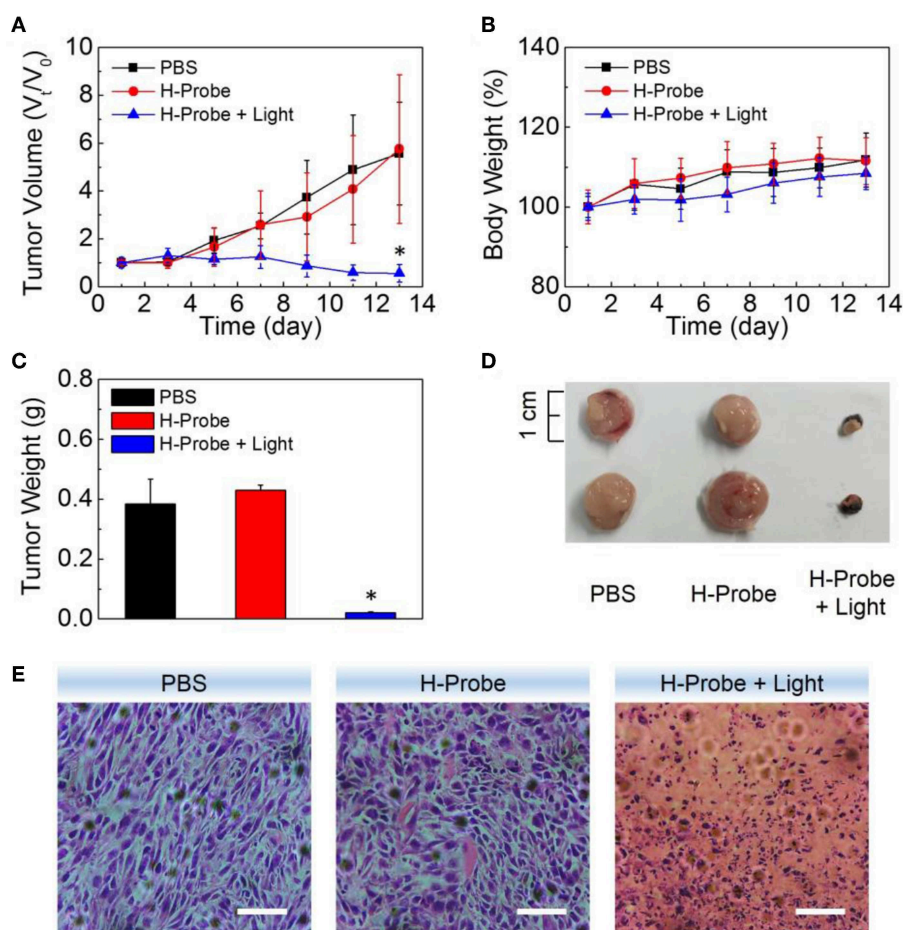 A
Tumor Volume (Vt/V0)
10
8
6
4
2
0
PBS
H-Probe
H-Probe + Light
*
0 2 4 6 8 10 12 14
Time (day)
B
Body Weight (%)
140
120
100
80
PBS
H-Probe
H-Probe + Light
0 2 4 6 8 10 12 14
Time (day)
C
Tumor Weight (g)
0.8
0.6
0.4
0.2
0.0
PBS
H-Probe
H-Probe + Light
*
D
1 cm
PBS
H-Probe
H-Probe
+ Light
E
PBS
H-Probe
H-Probe + Light